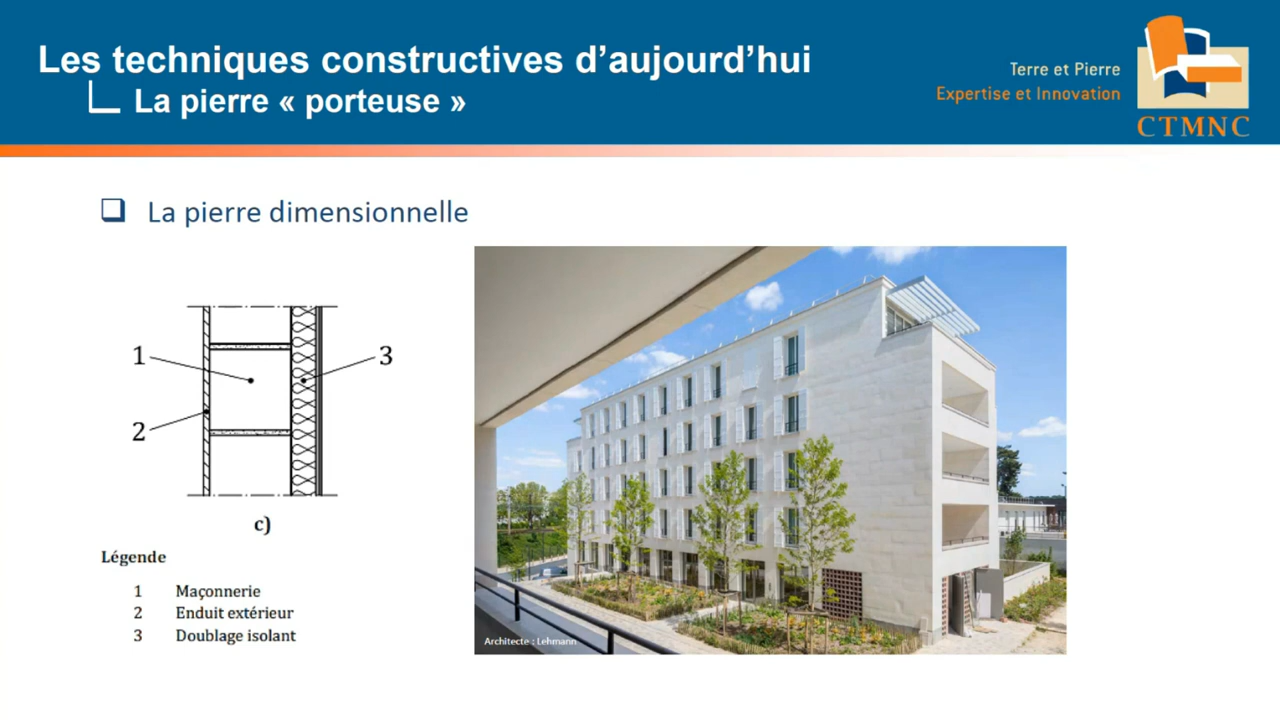 Les techniques constructives d’aujourd’hui
La pierre « porteuse »
Terre et Pierre
Expertise et Innovation
CTMNC
La pierre dimensionnelle
1
3
2
c)
Légende
1 Maçonnerie
2 Enduit extérieur
3 Doublage isolant
Architecte : Lehmann